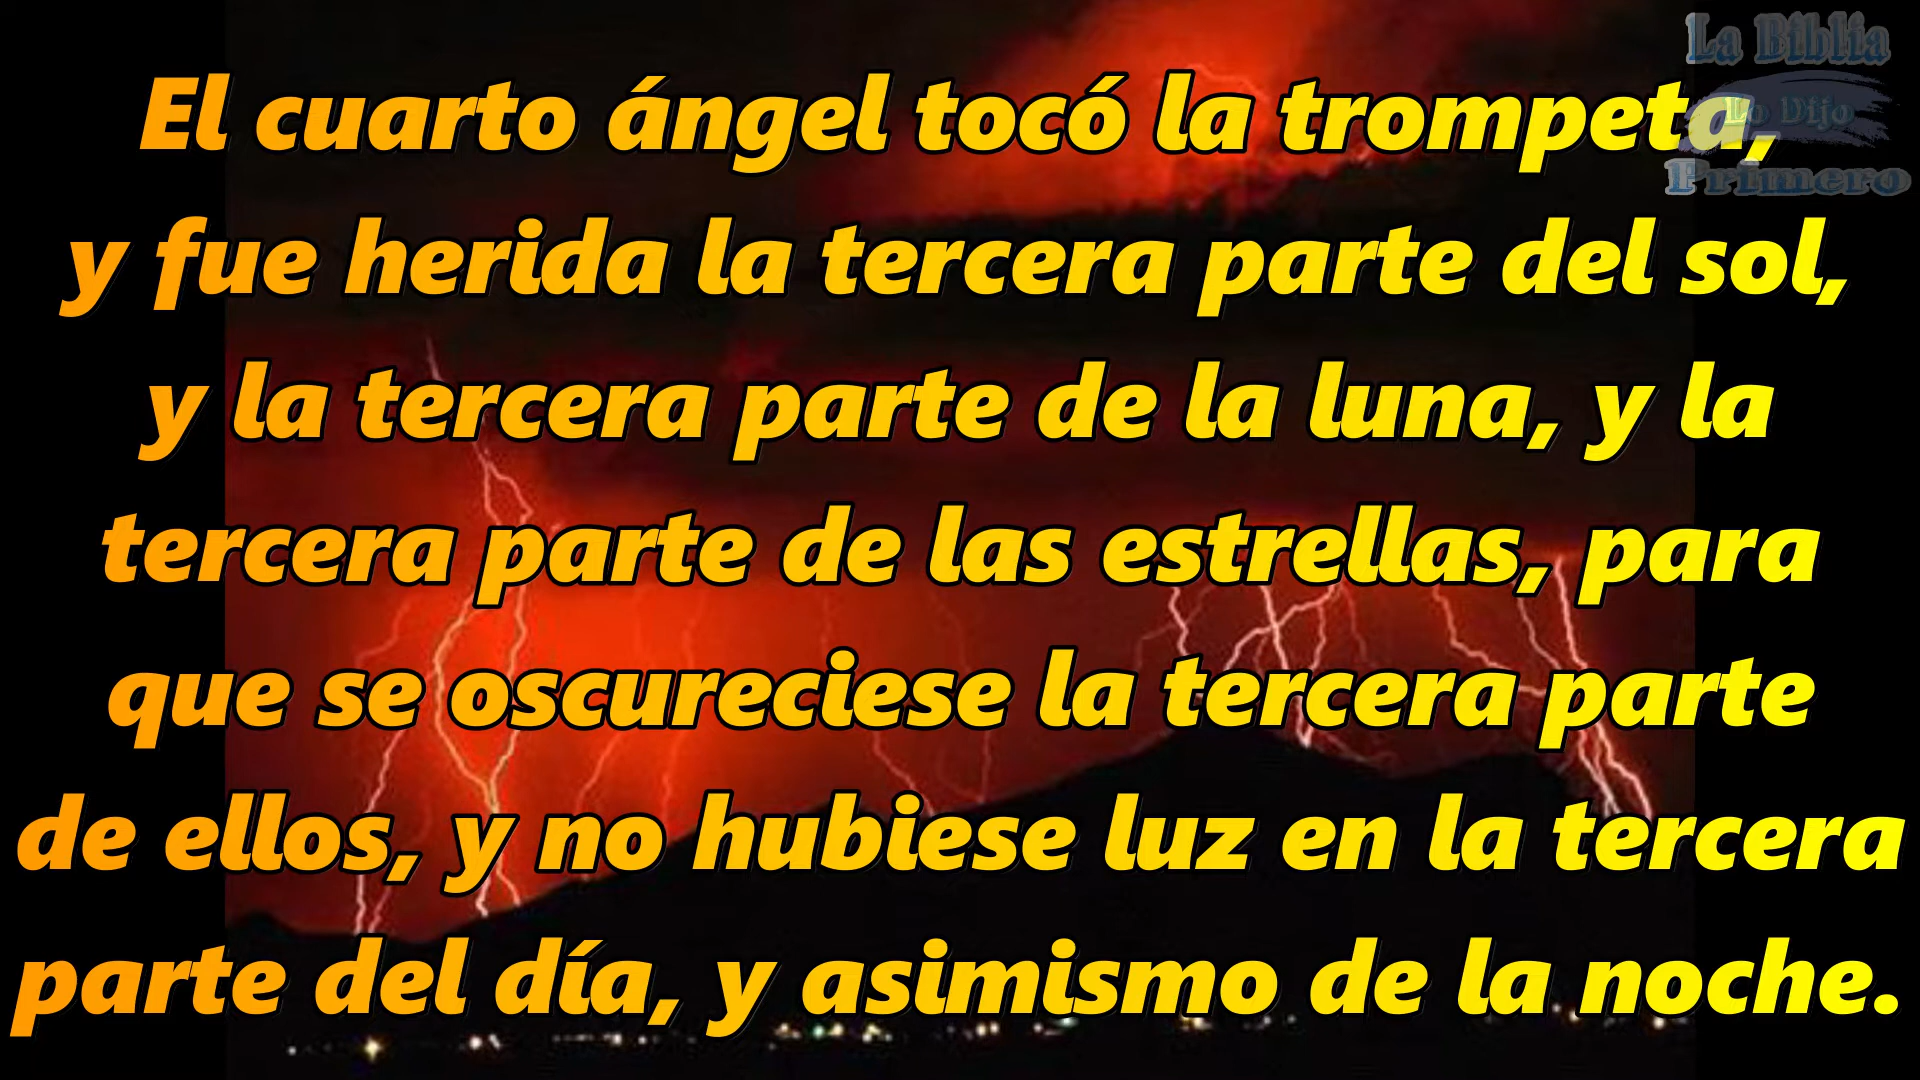 La Biblia
Lo Dijo
Primero
El cuarto ángel tocó la trompeta,
y fue herida la tercera parte del sol,
y la tercera parte de la luna, y la
tercera parte de las estrellas, para
que se oscureciese la tercera parte
de ellos, y no hubiese luz en la tercera
parte del día, y asimismo de la noche.